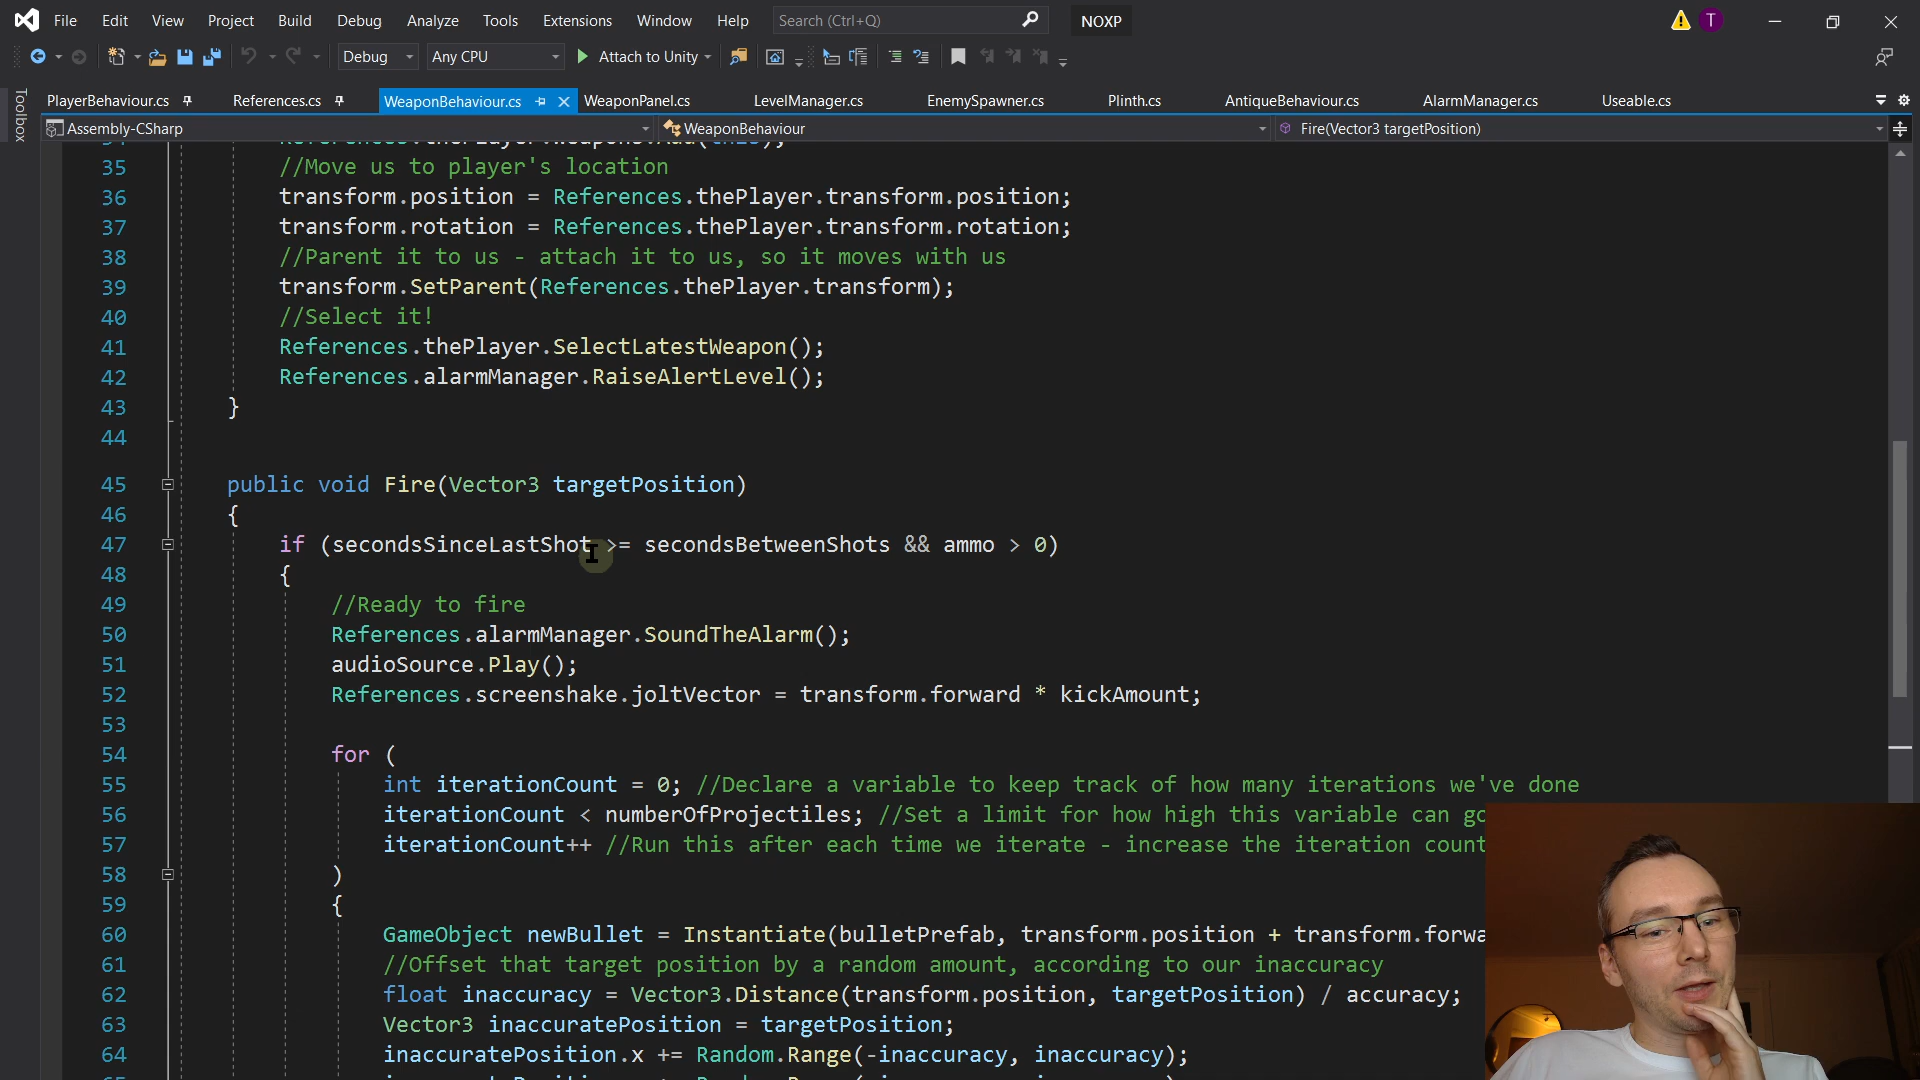 File Edit View Project Build Debug Analyze Tools Extensions Window Help Search (Ctrl+Q) NOXP T
Debug Any CPU Attach to Unity
Toolbox
PlayerBehaviour.cs References.cs WeaponBehaviour.cs WeaponPanel.cs LevelManager.cs EnemySpawner.cs Plinth.cs AntiqueBehaviour.cs AlarmManager.cs Useable.cs
Assembly-CSharp WeaponBehaviour Fire(Vector3 targetPosition)
35 //Move us to player's location
36 transform.position = References.thePlayer.transform.position;
37 transform.rotation = References.thePlayer.transform.rotation;
38 //Parent it to us - attach it to us, so it moves with us
39 transform.SetParent(References.thePlayer.transform);
40 //Select it!
41 References.thePlayer.SelectLatestWeapon();
42 References.alarmManager.RaiseAlertLevel();
43 }
44
45 public void Fire(Vector3 targetPosition)
46 {
47 if (secondsSinceLastShot >= secondsBetweenShots && ammo > 0)
48 {
49 //Ready to fire
50 References.alarmManager.SoundTheAlarm();
51 audioSource.Play();
52 References.screenshake.joltVector = transform.forward * kickAmount;
53
54 for (
55 int iterationCount = 0; //Declare a variable to keep track of how many iterations we've done
56 iterationCount < numberOfProjectiles; //Set a limit for how high this variable can go
57 iterationCount++ //Run this after each time we iterate - increase the iteration count
58 )
59 {
60 GameObject newBullet = Instantiate(bulletPrefab, transform.position + transform.forwa
61 //Offset that target position by a random amount, according to our inaccuracy
62 float inaccuracy = Vector3.Distance(transform.position, targetPosition) / accuracy;
63 Vector3 inaccuratePosition = targetPosition;
64 inaccuratePosition.x += Random.Range(-inaccuracy, inaccuracy);